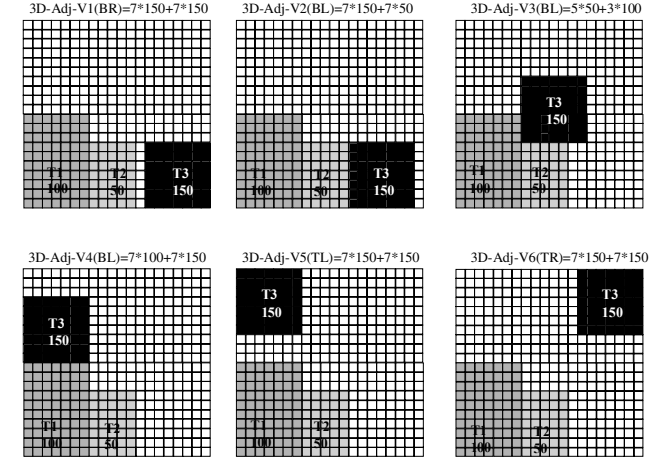 3D-Adj-V1(BR)=7*150+7*150
3D-Adj-V2(BL)=7*150+7*50
3D-Adj-V3(BL)=5*50+3*100
T1
100
T2
50
T3
150
T1
100
T2
50
T3
150
T1
100
T2
50
T3
150
3D-Adj-V4(BL)=7*100+7*150
3D-Adj-V5(TL)=7*150+7*150
3D-Adj-V6(TR)=7*150+7*150
T3
150
T1
100
T2
50
T3
150
T1
100
T2
50
T3
150
T1
100
T2
50